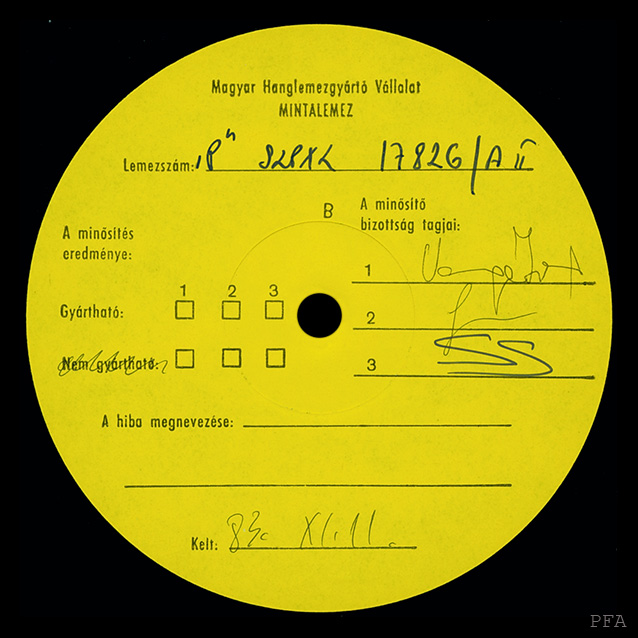 Magyar Hanglemezgyártó Vállalat
MINTALEMEZ
Lemezszám: "P" SLPXL 17826/A II
B
A minősítő
bizottság tagjai:
A minősítés
eredménye:
1
2
3
1 2 3
Gyártható:
Nem gyártható:
A hiba megnevezése:
Kelt: 83. XI. 11.
PFA